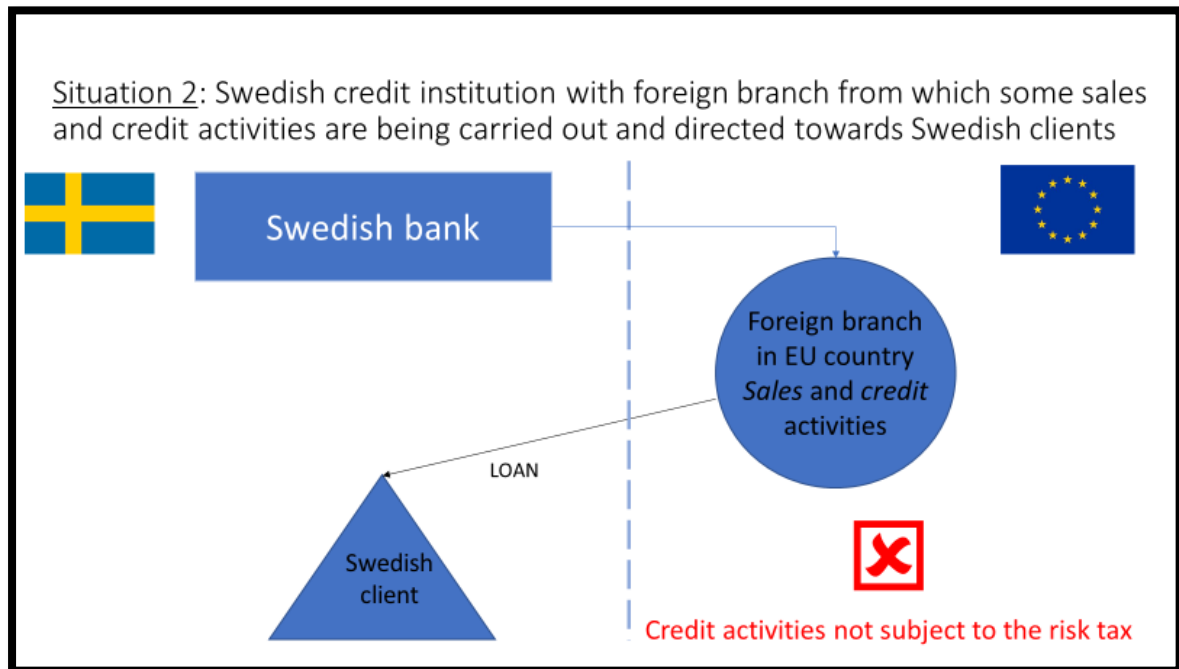 Situation 2: Swedish credit institution with foreign branch from which some sales
and credit activities are being carried out and directed towards Swedish clients
Swedish bank
Foreign branch
in EU country
Sales and credit
activities
LOAN
Swedish
client
Credit activities not subject to the risk tax